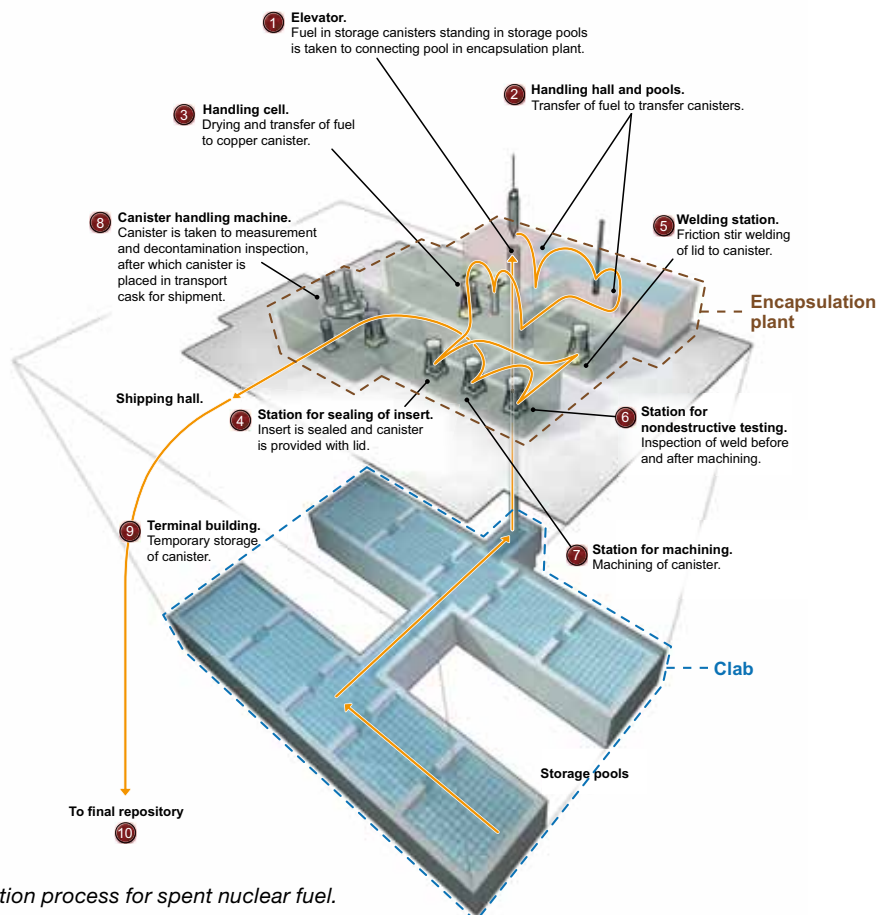 1
Elevator.
Fuel in storage canisters standing in storage pools
is taken to connecting pool in encapsulation plant.
2
Handling hall and pools.
Transfer of fuel to transfer canisters.
3
Handling cell.
Drying and transfer of fuel
to copper canister.
8
Canister handling machine.
Canister is taken to measurement
and decontamination inspection,
after which canister is
placed in transport
cask for shipment.
5
Welding station.
Friction stir welding
of lid to canister.
Encapsulation
plant
Shipping hall.
4
Station for sealing of insert.
Insert is sealed and canister
is provided with lid.
6
Station for
nondestructive testing.
Inspection of weld before
and after machining.
9
Terminal building.
Temporary storage
of canister.
7
Station for machining.
Machining of canister.
Clab
Storage pools
To final repository
10
tion process for spent nuclear fuel.